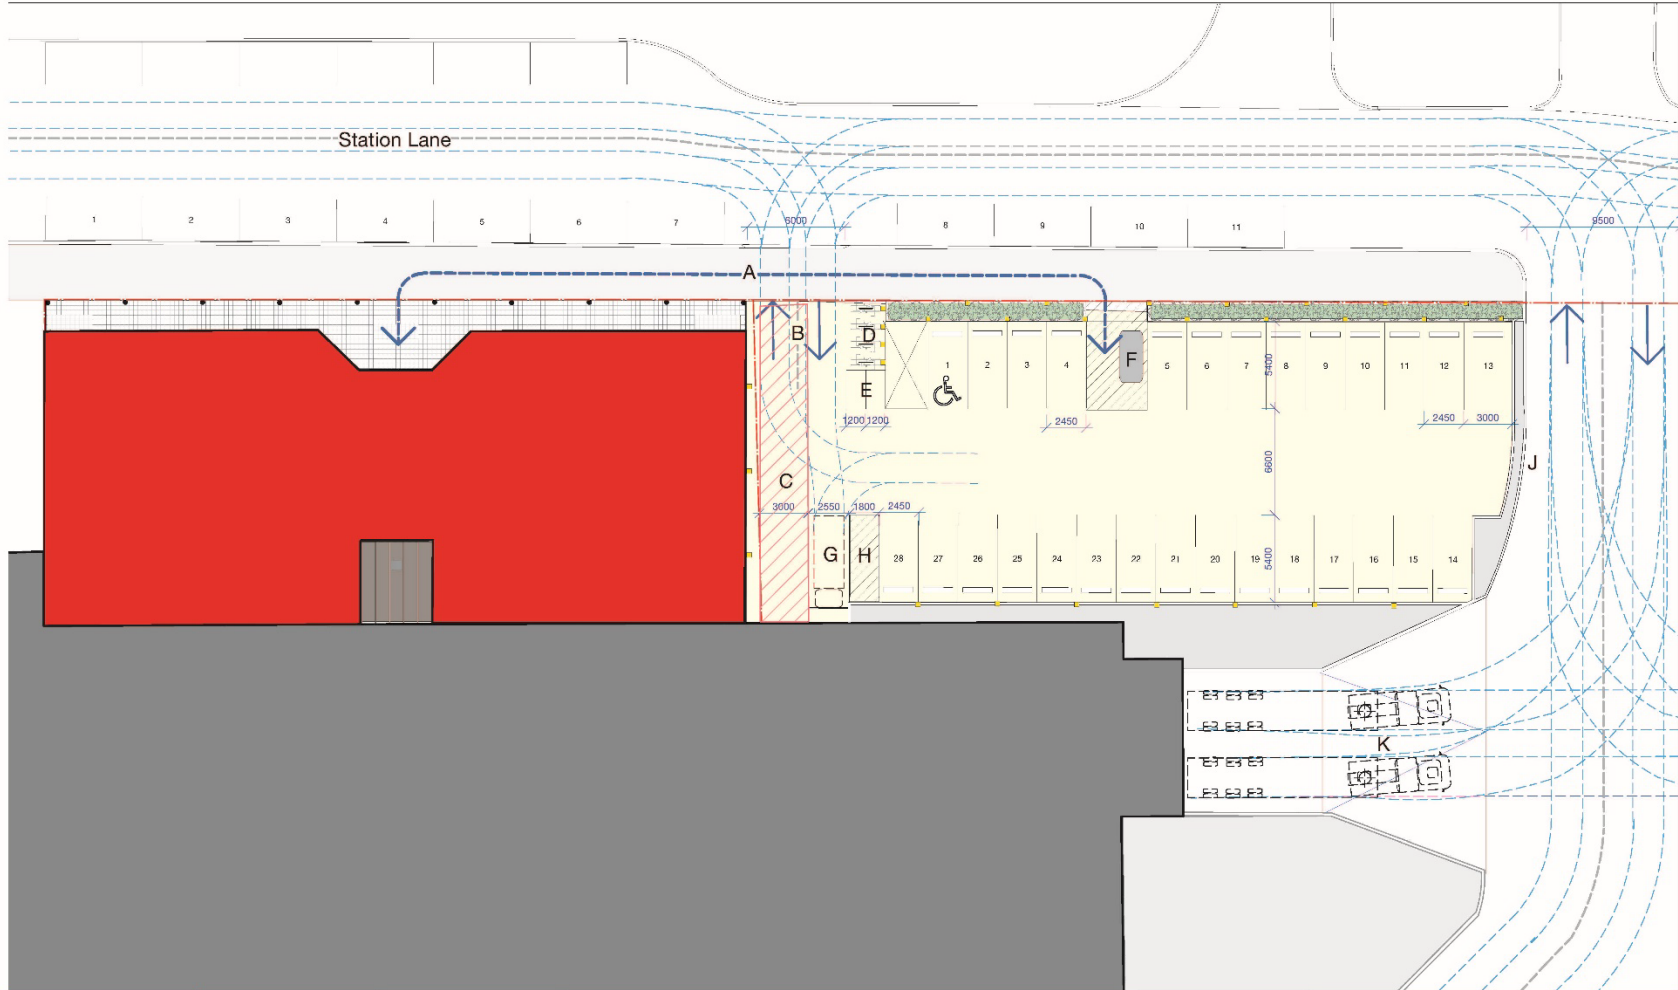 Station Lane
1 2 3 4 5 6 7 6000 8 9 10 11 9500
A
B
D
F
1 2 3 4 5 6 7 8 9 10 11 12 13
5400
E
1200 1200 2450 2450 3000
J
6600
C
3000 2550 1800 2450
G H 28 27 26 25 24 23 22 21 20 19 18 17 16 15 14
5400
K